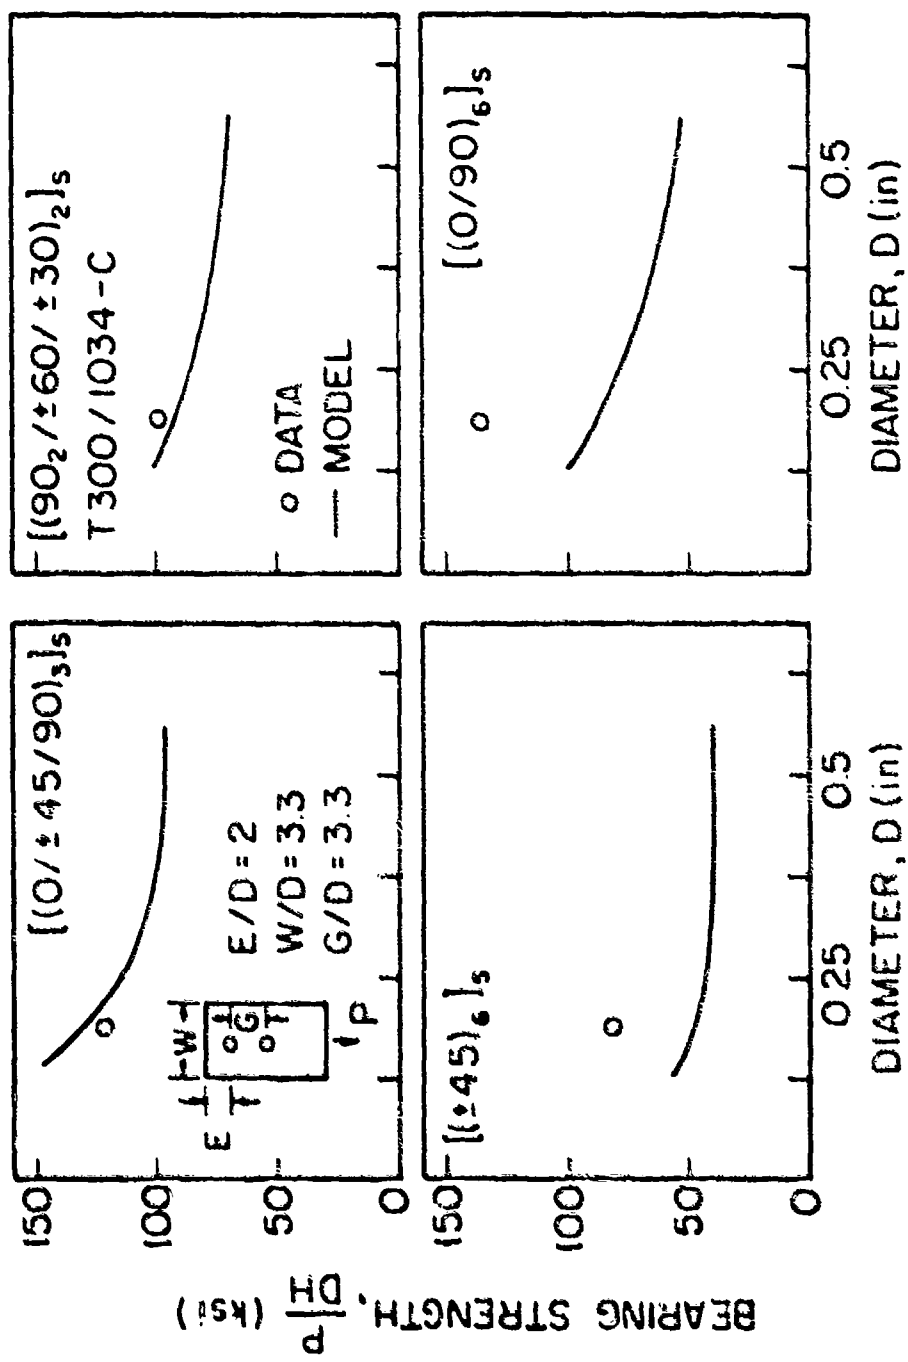 BEARING STRENGTH, P/DH (ksi)
150
100
50
0
[(0/±45/90)3]S
E
W
G
P
E/D = 2
W/D = 3.3
G/D = 3.3
[(90₂/±60/±30)₂]S
T300/1034-C
○ DATA
— MODEL
150
100
50
0
[(±45)₆]S
0.25
0.5
DIAMETER, D (in)
[(0/90)₆]S
0.25
0.5
DIAMETER, D (in)